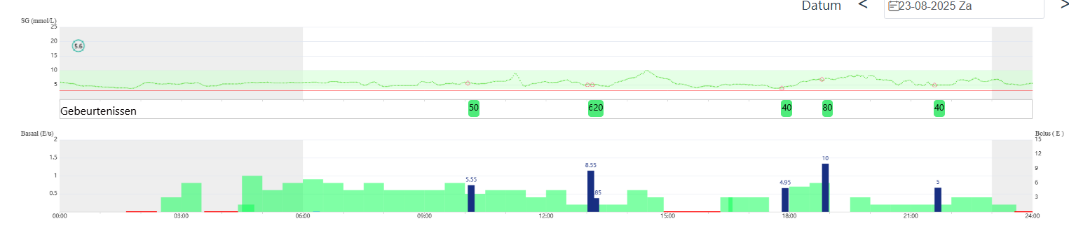 Datum < 23-08-2025 Za >
SG (mmol/L)
25
20
15
10
5
5.6
Gebeurtenissen
50 620 40 80 40
Basaal (E/u) Bolus ( E )
2 15
1.5 12
1 9
0.5 6
3
5.55 8.55 .05 4.95 10 5
00:00 03:00 06:00 09:00 12:00 15:00 18:00 21:00 24:00